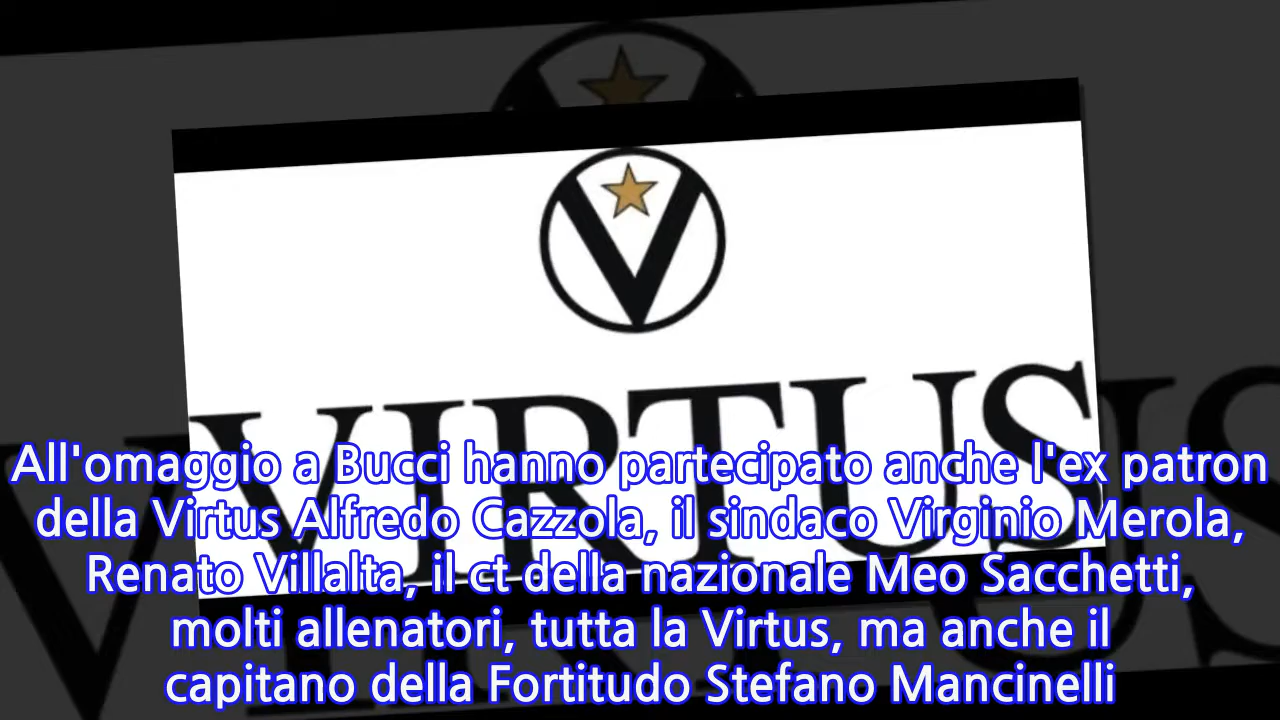 VIRTUS
All'omaggio a Bucci hanno partecipato anche l'ex patron
della Virtus Alfredo Cazzola, il sindaco Virginio Merola,
Renato Villalta, il ct della nazionale Meo Sacchetti,
molti allenatori, tutta la Virtus, ma anche il
capitano della Fortitudo Stefano Mancinelli